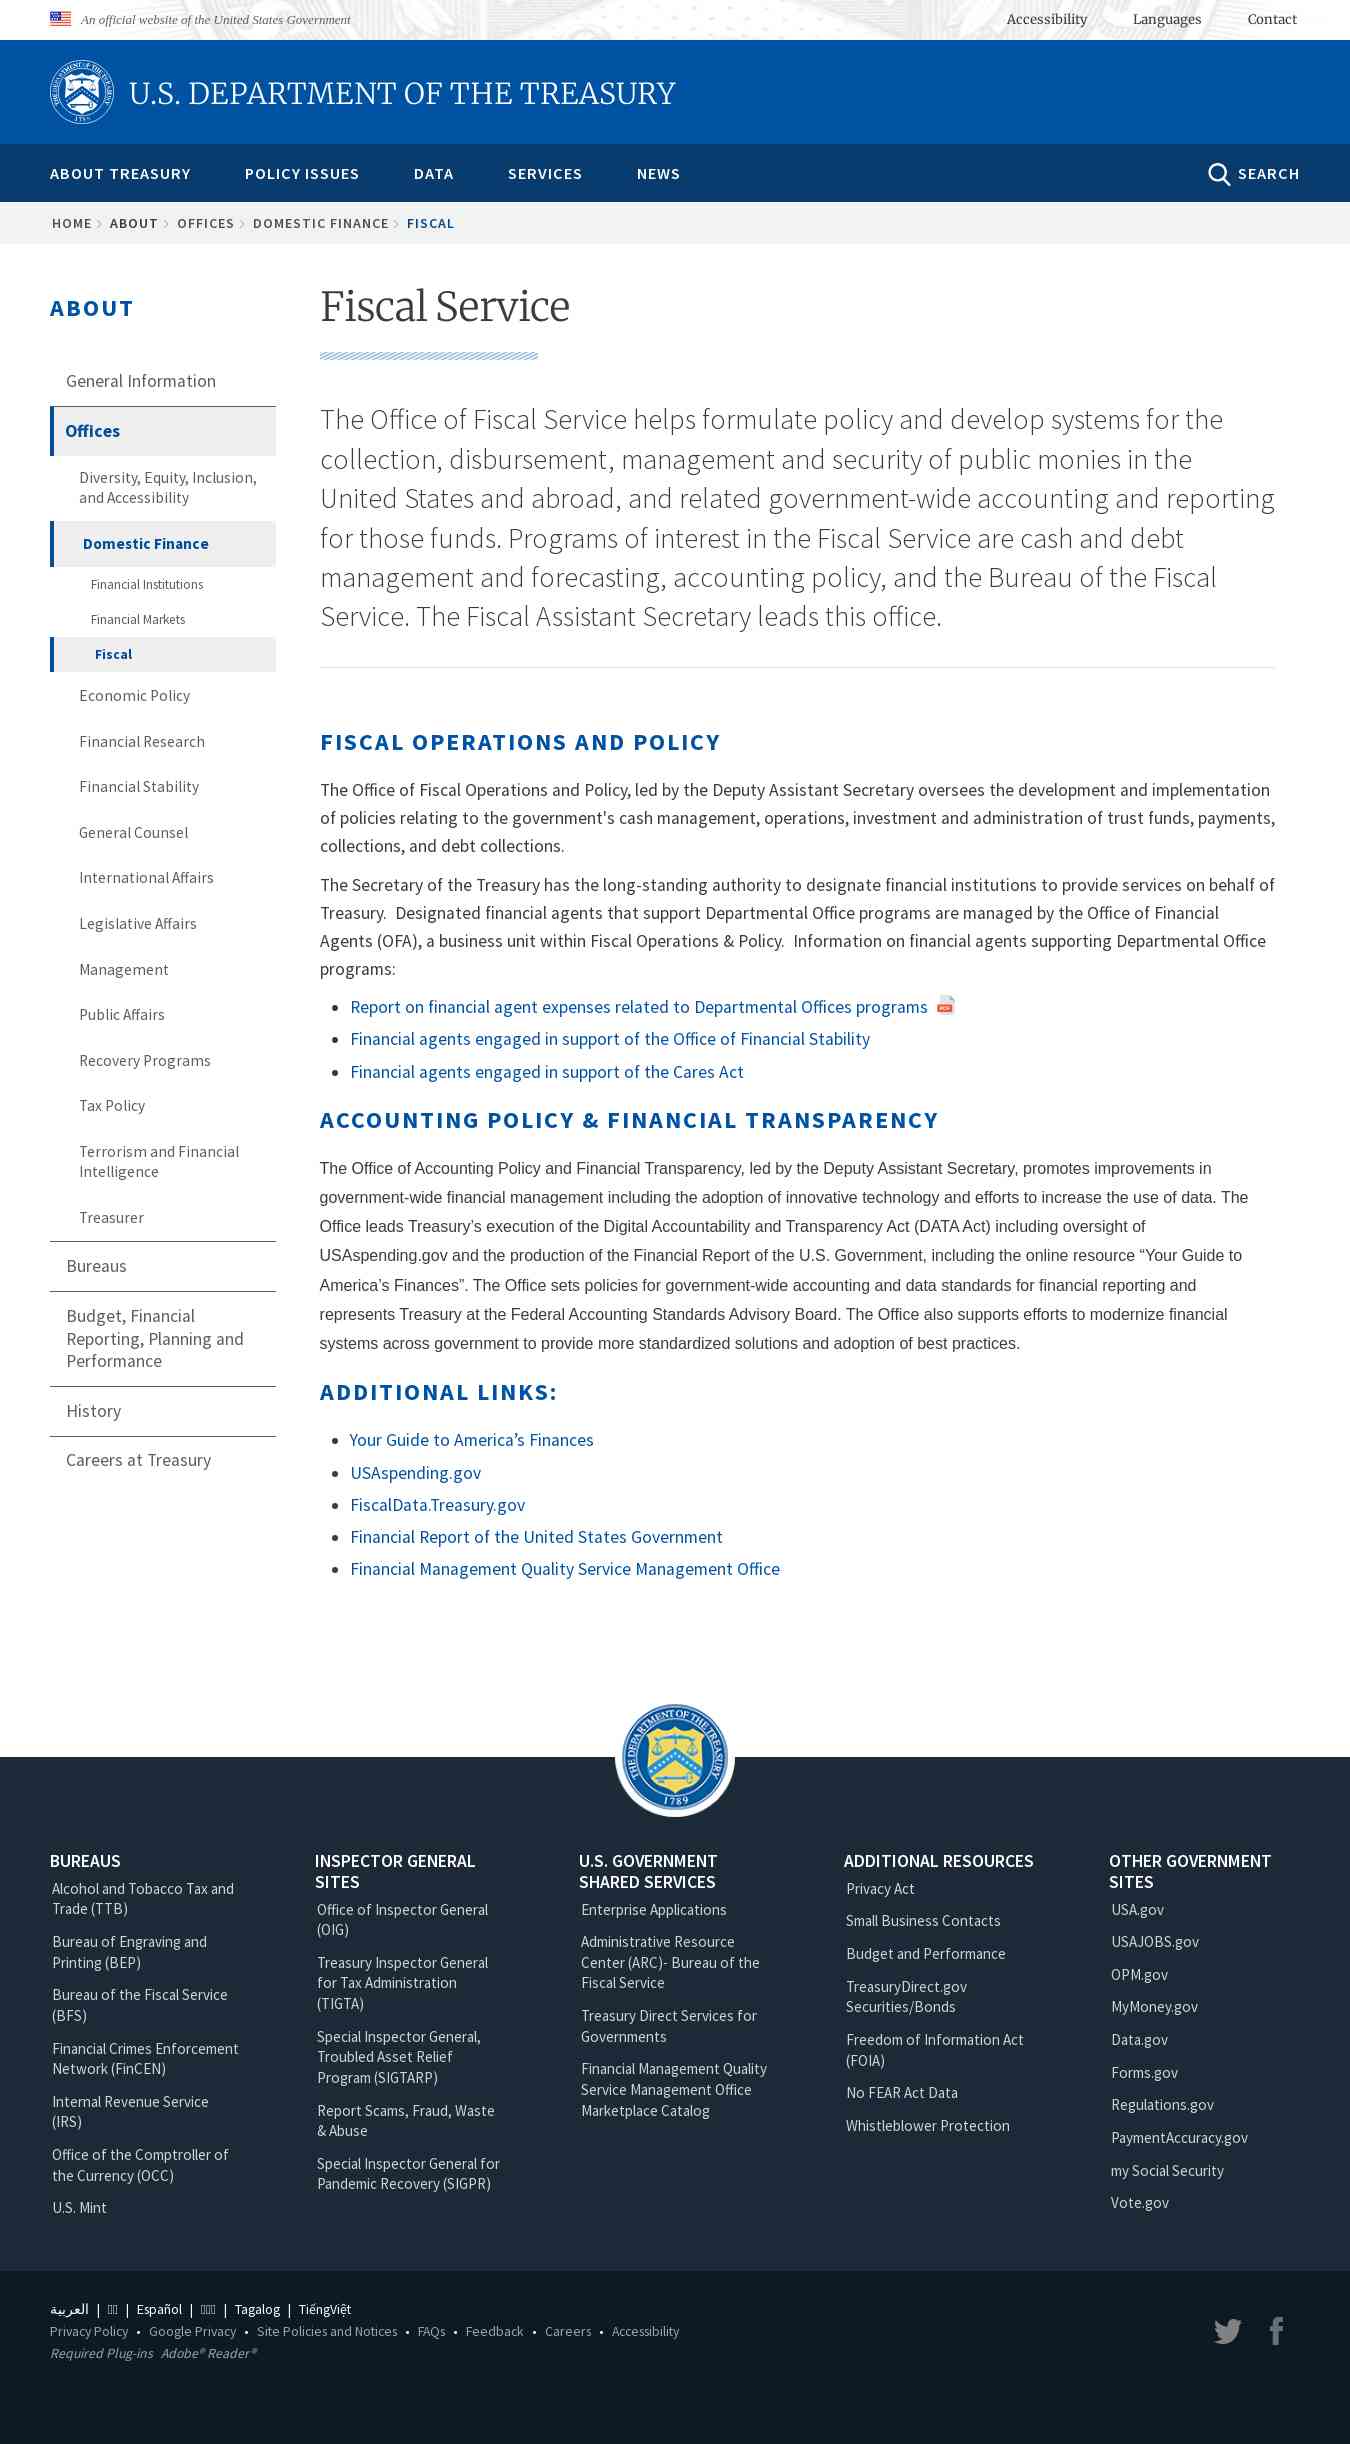 An official website of the United States Government
Accessibility
Languages
Contact
U.S. DEPARTMENT OF THE TREASURY
ABOUT TREASURY
POLICY ISSUES
DATA
SERVICES
NEWS
SEARCH
HOME
ABOUT
OFFICES
DOMESTIC FINANCE
FISCAL
ABOUT
General Information
Offices
Diversity, Equity, Inclusion,
and Accessibility
Domestic Finance
Financial Institutions
Financial Markets
Fiscal
Economic Policy
Financial Research
Financial Stability
General Counsel
International Affairs
Legislative Affairs
Management
Public Affairs
Recovery Programs
Tax Policy
Terrorism and Financial
Intelligence
Treasurer
Bureaus
Budget, Financial
Reporting, Planning and
Performance
History
Careers at Treasury
Fiscal Service
The Office of Fiscal Service helps formulate policy and develop systems for the
collection, disbursement, management and security of public monies in the
United States and abroad, and related government-wide accounting and reporting
for those funds. Programs of interest in the Fiscal Service are cash and debt
management and forecasting, accounting policy, and the Bureau of the Fiscal
Service. The Fiscal Assistant Secretary leads this office.
FISCAL OPERATIONS AND POLICY
The Office of Fiscal Operations and Policy, led by the Deputy Assistant Secretary oversees the development and implementation
of policies relating to the government's cash management, operations, investment and administration of trust funds, payments,
collections, and debt collections.
The Secretary of the Treasury has the long-standing authority to designate financial institutions to provide services on behalf of
Treasury.  Designated financial agents that support Departmental Office programs are managed by the Office of Financial
Agents (OFA), a business unit within Fiscal Operations & Policy.  Information on financial agents supporting Departmental Office
programs:
• Report on financial agent expenses related to Departmental Offices programs PDF
• Financial agents engaged in support of the Office of Financial Stability
• Financial agents engaged in support of the Cares Act
ACCOUNTING POLICY & FINANCIAL TRANSPARENCY
The Office of Accounting Policy and Financial Transparency, led by the Deputy Assistant Secretary, promotes improvements in
government-wide financial management including the adoption of innovative technology and efforts to increase the use of data. The
Office leads Treasury’s execution of the Digital Accountability and Transparency Act (DATA Act) including oversight of
USAspending.gov and the production of the Financial Report of the U.S. Government, including the online resource “Your Guide to
America’s Finances”. The Office sets policies for government-wide accounting and data standards for financial reporting and
represents Treasury at the Federal Accounting Standards Advisory Board. The Office also supports efforts to modernize financial
systems across government to provide more standardized solutions and adoption of best practices.
ADDITIONAL LINKS:
• Your Guide to America’s Finances
• USAspending.gov
• FiscalData.Treasury.gov
• Financial Report of the United States Government
• Financial Management Quality Service Management Office
THE DEPARTMENT OF THE TREASURY
1789
BUREAUS
Alcohol and Tobacco Tax and
Trade (TTB)
Bureau of Engraving and
Printing (BEP)
Bureau of the Fiscal Service
(BFS)
Financial Crimes Enforcement
Network (FinCEN)
Internal Revenue Service
(IRS)
Office of the Comptroller of
the Currency (OCC)
U.S. Mint
INSPECTOR GENERAL
SITES
Office of Inspector General
(OIG)
Treasury Inspector General
for Tax Administration
(TIGTA)
Special Inspector General,
Troubled Asset Relief
Program (SIGTARP)
Report Scams, Fraud, Waste
& Abuse
Special Inspector General for
Pandemic Recovery (SIGPR)
U.S. GOVERNMENT
SHARED SERVICES
Enterprise Applications
Administrative Resource
Center (ARC)- Bureau of the
Fiscal Service
Treasury Direct Services for
Governments
Financial Management Quality
Service Management Office
Marketplace Catalog
ADDITIONAL RESOURCES
Privacy Act
Small Business Contacts
Budget and Performance
TreasuryDirect.gov
Securities/Bonds
Freedom of Information Act
(FOIA)
No FEAR Act Data
Whistleblower Protection
OTHER GOVERNMENT
SITES
USA.gov
USAJOBS.gov
OPM.gov
MyMoney.gov
Data.gov
Forms.gov
Regulations.gov
PaymentAccuracy.gov
my Social Security
Vote.gov
العربية | | Español | | Tagalog | TiếngViệt
Privacy Policy • Google Privacy • Site Policies and Notices • FAQs • Feedback • Careers • Accessibility
Required Plug-ins Adobe® Reader®